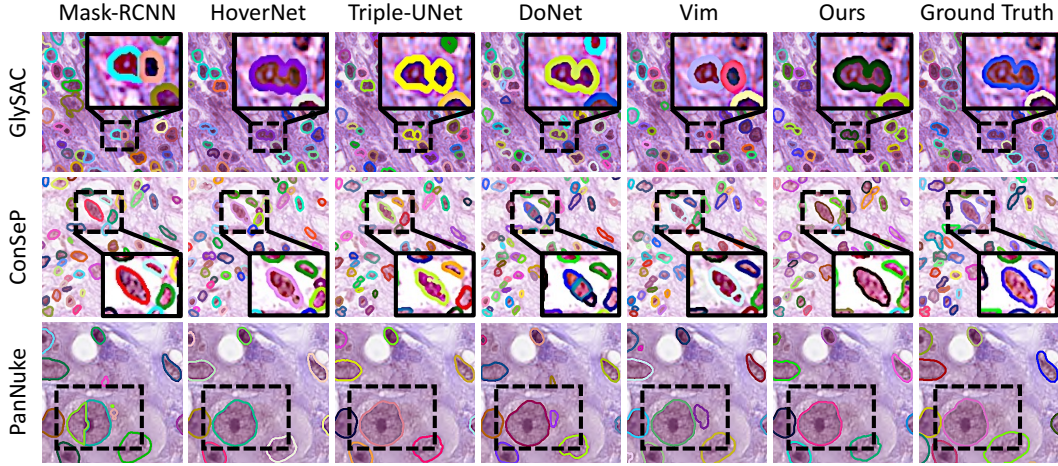 Mask-RCNN HoverNet Triple-UNet DoNet Vim Ours Ground Truth
GlySAC
ConSeP
PanNuke